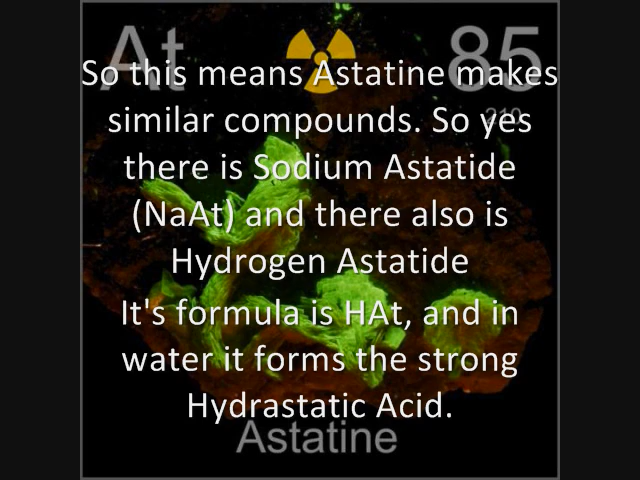 At 85
210
So this means Astatine makes
similar compounds. So yes
there is Sodium Astatide
(NaAt) and there also is
Hydrogen Astatide
It's formula is HAt, and in
water it forms the strong
Hydrastatic Acid.
Astatine